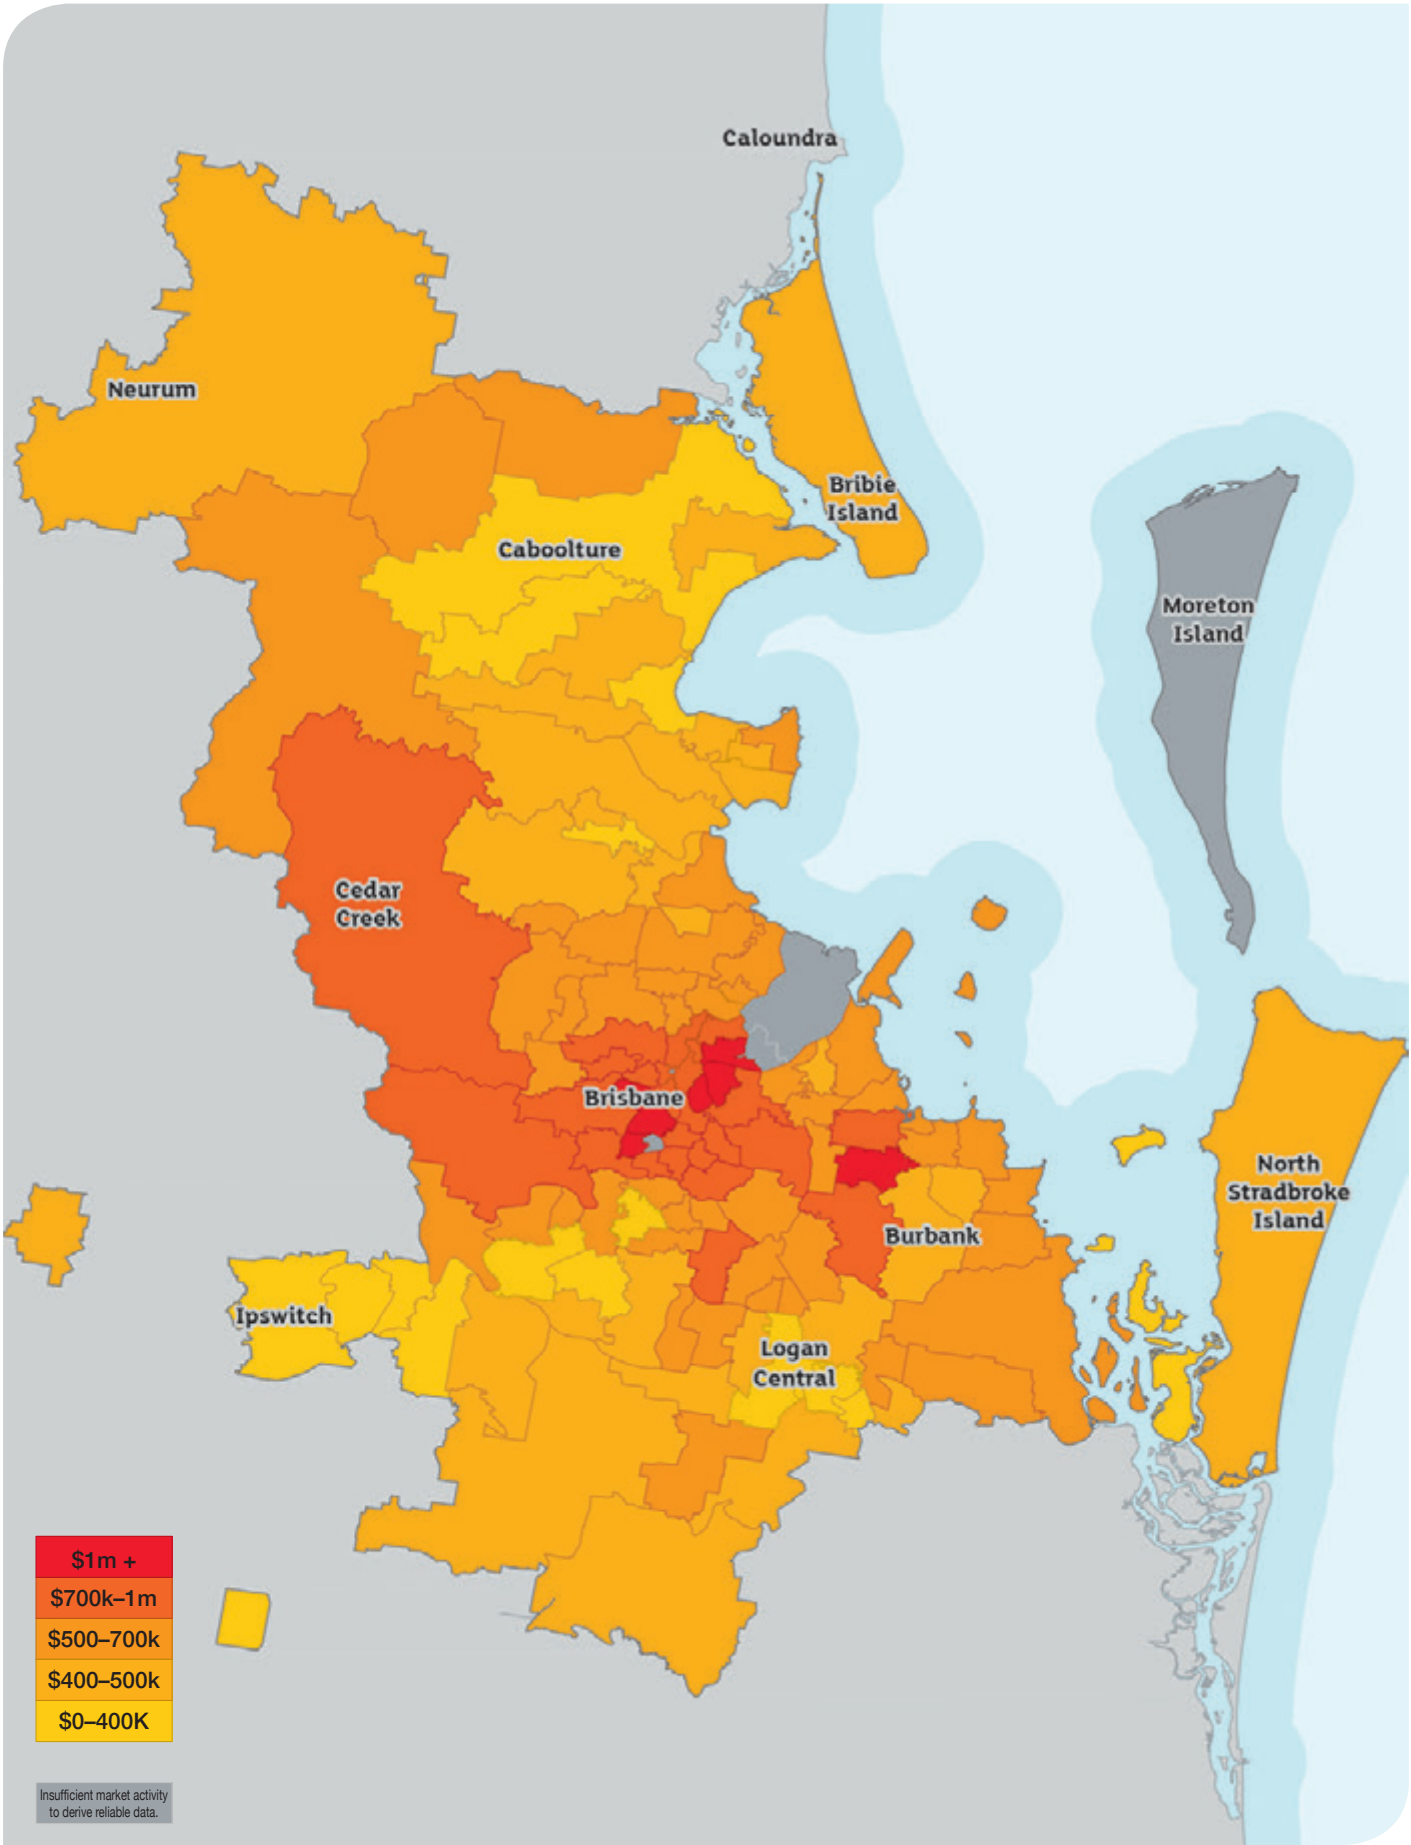 Caloundra
Neurum
Bribie
Island
Caboolture
Moreton
Island
Cedar
Creek
Brisbane
North
Stradbroke
Island
Burbank
Ipswitch
Logan
Central
$1m +
$700k–1m
$500–700k
$400–500k
$0–400K
Insufficient market activity
to derive reliable data.